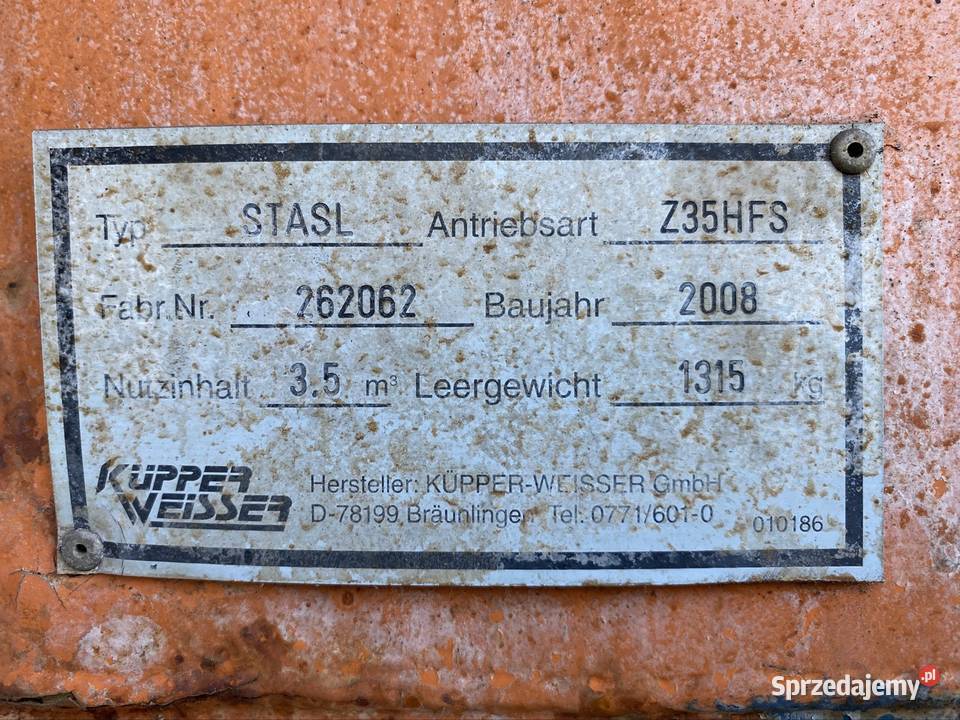 Typ STASL Antriebsart Z35HFS
Fabr.Nr. 262062 Baujahr 2008
Nutzinhalt 3.5 m³ Leergewicht 1315 kg
KÜPPER
WEISSER
Hersteller: KÜPPER-WEISSER GmbH
D-78199 Bräunlingen Tel. 0771/601-0
010186
Sprzedajemy.pl